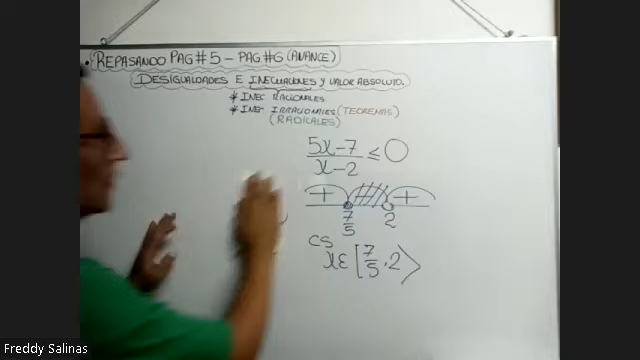 • REPASANDO PAG#5 - PAG#6 (AVANCE)
DESIGUALDADES E INECUACIONES y VALOR ABSOLUTO.
* INEC RACIONALES
* INEC IRRACIONALES (TEOREMAS)
(RADICALES)
5x-7
x-2
≤ 0
+ +
7/5 2
CS
x ε [7/5 , 2⟩
Freddy Salinas